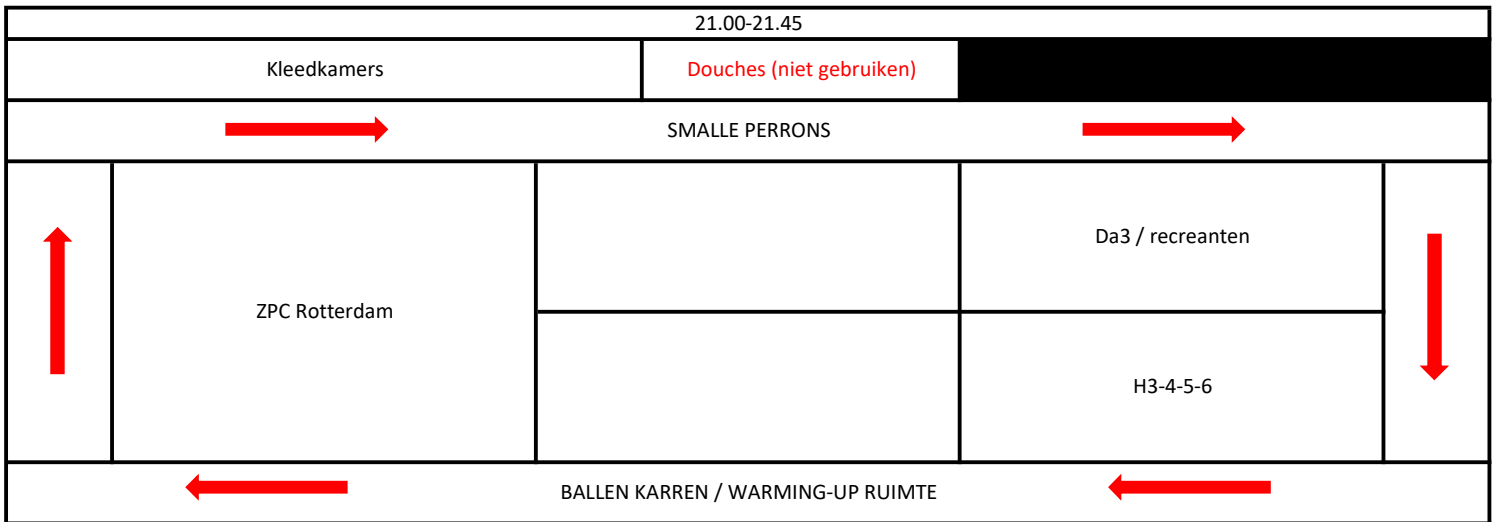 21.00-21.45
Kleedkamers
Douches (niet gebruiken)
SMALLE PERRONS
Da3 / recreanten
ZPC Rotterdam
H3-4-5-6
BALLEN KARREN / WARMING-UP RUIMTE